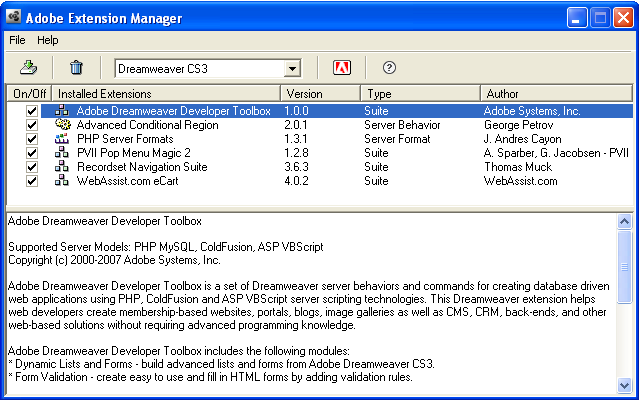 Adobe Extension Manager
File Help
Dreamweaver CS3
On/Off Installed Extensions Version Type Author
Adobe Dreamweaver Developer Toolbox 1.0.0 Suite Adobe Systems, Inc.
Advanced Conditional Region 2.0.1 Server Behavior George Petrov
PHP Server Formats 1.3.1 Server Format J. Andres Cayon
PVII Pop Menu Magic 2 1.2.8 Suite A. Sparber, G. Jacobsen - PVII
Recordset Navigation Suite 3.6.3 Suite Thomas Muck
WebAssist.com eCart 4.0.2 Suite WebAssist.com
Adobe Dreamweaver Developer Toolbox
Supported Server Models: PHP MySQL, ColdFusion, ASP VBScript
Copyright (c) 2000-2007 Adobe Systems, Inc.
Adobe Dreamweaver Developer Toolbox is a set of Dreamweaver server behaviors and commands for creating database driven
web applications using PHP, ColdFusion and ASP VBScript server scripting technologies. This Dreamweaver extension helps
web developers create membership-based websites, portals, blogs, image galleries as well as CMS, CRM, back-ends, and other
web-based solutions without requiring advanced programming knowledge.
Adobe Dreamweaver Developer Toolbox includes the following modules:
* Dynamic Lists and Forms - build advanced lists and forms from Adobe Dreamweaver CS3.
* Form Validation - create easy to use and fill in HTML forms by adding validation rules.